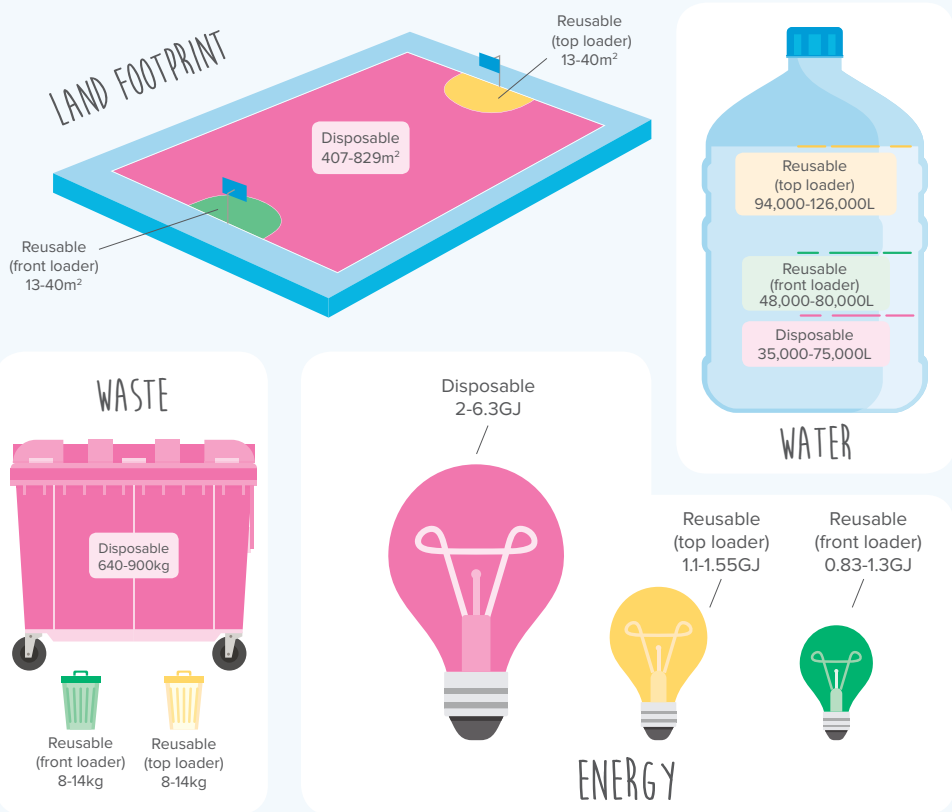 LAND FOOTPRINT
Reusable
(top loader)
13-40m²
Disposable
407-829m²
Reusable
(front loader)
13-40m²
Reusable
(top loader)
94,000-126,000L
Reusable
(front loader)
48,000-80,000L
Disposable
35,000-75,000L
WATER
WASTE
Disposable
640-900kg
Reusable
(front loader)
8-14kg
Reusable
(top loader)
8-14kg
Disposable
2-6.3GJ
Reusable
(top loader)
1.1-1.55GJ
Reusable
(front loader)
0.83-1.3GJ
ENERGY